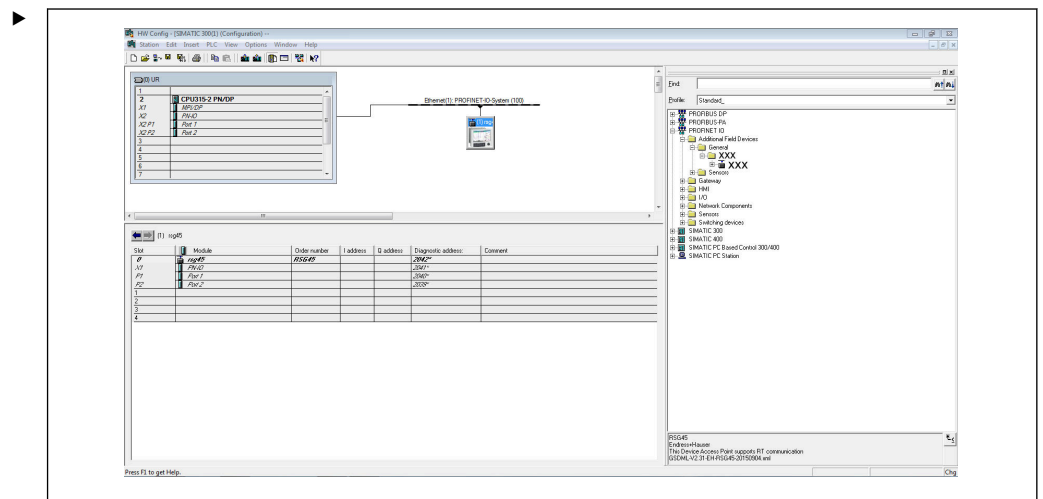 HW Config - [SIMATIC 300(1) (Configuration) --
Station Edit Insert PLC View Options Window Help
(0) UR
1
2 CPU315-2 PN/DP
X1 MPI/DP
X2 PN-IO
X2 P1 Port 1
X2 P2 Port 2
3
4
5
6
7
Ethernet(1): PROFINET-IO-System (100)
(1) rsg4
Find:
Profile: Standard_
PROFIBUS DP
PROFIBUS-PA
PROFINET IO
Additional Field Devices
General
XXX
XXX
Sensors
Gateway
HMI
I/O
Network Components
Sensors
Switching devices
SIMATIC 300
SIMATIC 400
SIMATIC PC Based Control 300/400
SIMATIC PC Station
(1) rsg45
Slot Module Order number I address Q address Diagnostic address: Comment
0 rsg45 RSG45 2042*
X1 PN-IO 2041*
P1 Port 1 2040*
P2 Port 2 2039*
1
2
3
4
RSG45
Endress+Hauser
This Device Access Point supports RT communication
GSDML-V2.31-EH-RSG45-20150904.xml
Press F1 to get Help.
Chg